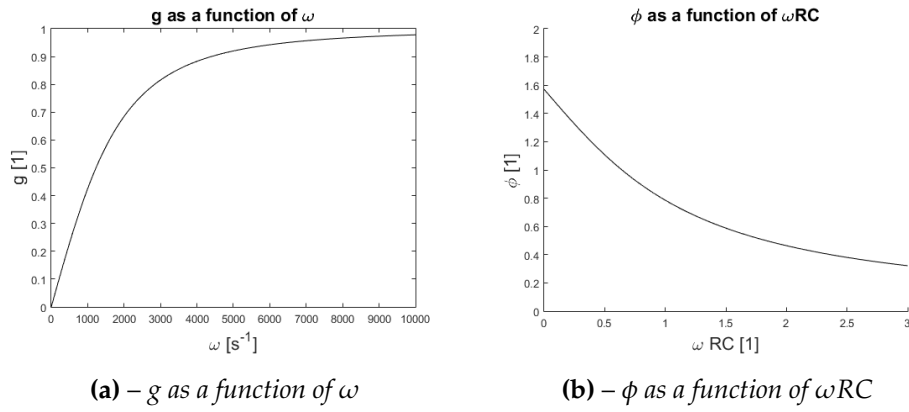 g as a function of ω
1
0.9
0.8
0.7
0.6
0.5
0.4
0.3
0.2
0.1
0
g [1]
0 1000 2000 3000 4000 5000 6000 7000 8000 9000 10000
ω [s⁻¹]
(a) – g as a function of ω
ϕ as a function of ωRC
2
1.8
1.6
1.4
1.2
1
0.8
0.6
0.4
0.2
0
ϕ [1]
0 0.5 1 1.5 2 2.5 3
ω RC [1]
(b) – ϕ as a function of ωRC